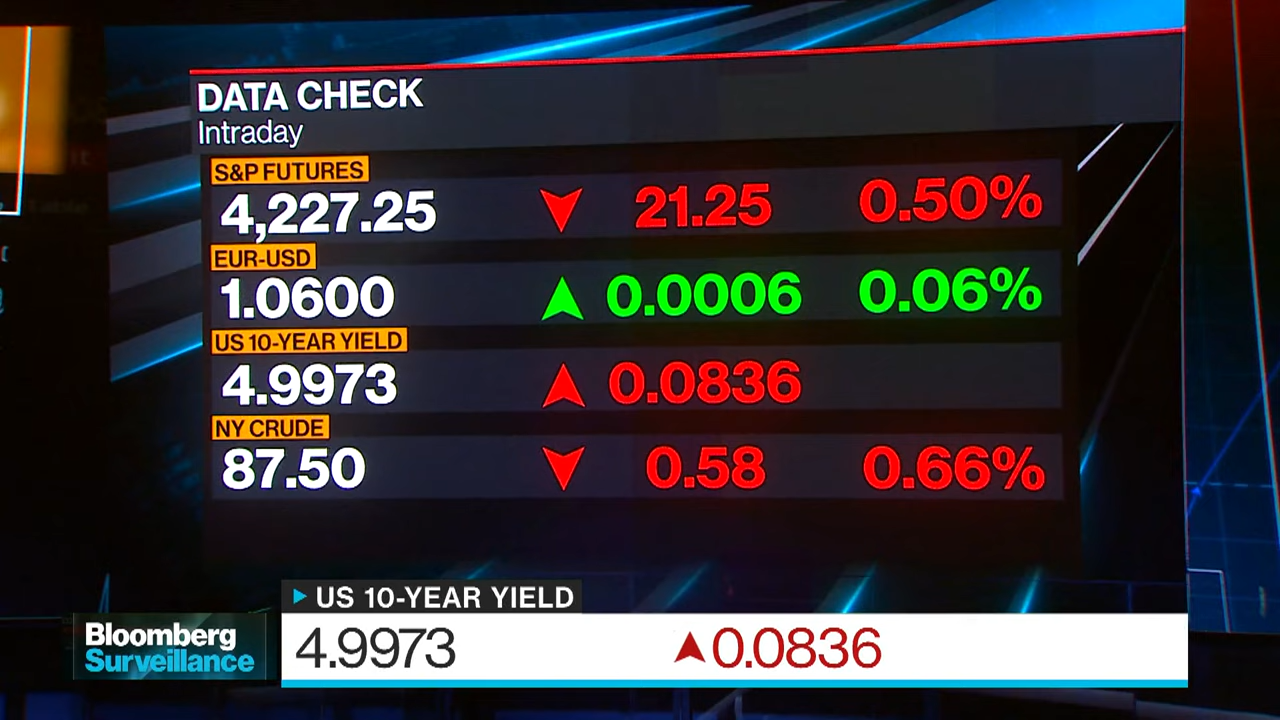 DATA CHECK
Intraday
S&P FUTURES
4,227.25 ▼ 21.25 0.50%
EUR-USD
1.0600 ▲ 0.0006 0.06%
US 10-YEAR YIELD
4.9973 ▲ 0.0836
NY CRUDE
87.50 ▼ 0.58 0.66%
▶ US 10-YEAR YIELD
Bloomberg
Surveillance
4.9973 ▲0.0836